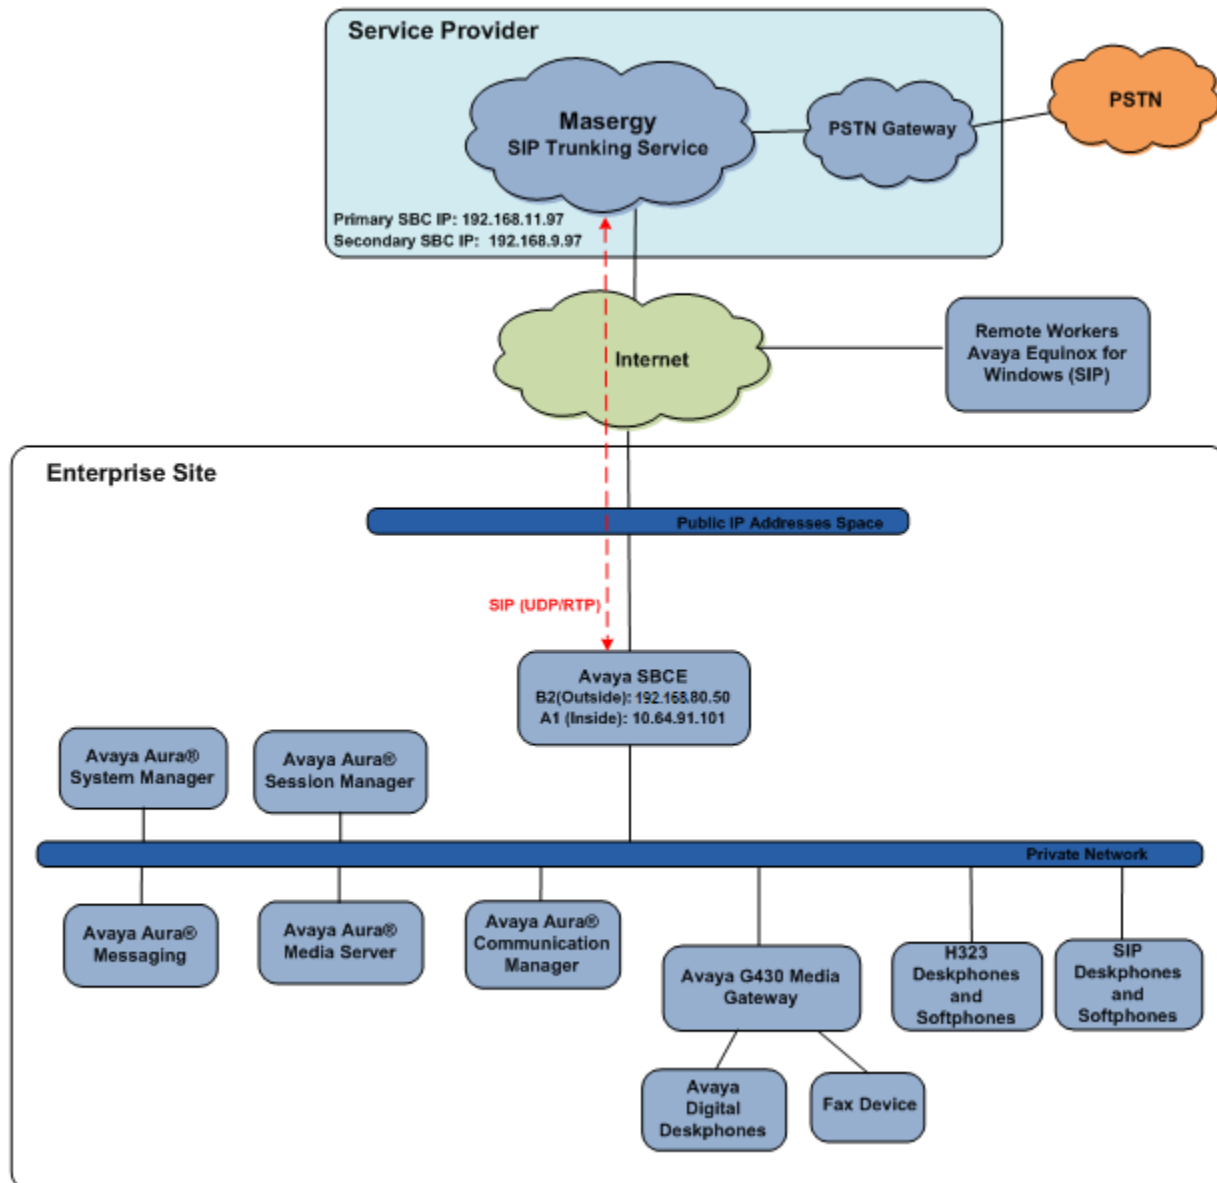 Service Provider
Masergy
SIP Trunking Service
PSTN Gateway
PSTN
Primary SBC IP: 192.168.11.97
Secondary SBC IP: 192.168.9.97
Internet
Remote Workers
Avaya Equinox for
Windows (SIP)
Enterprise Site
Public IP Addresses Space
SIP (UDP/RTP)
Avaya SBCE
B2(Outside): 192.168.80.50
A1 (Inside): 10.64.91.101
Avaya Aura®
System Manager
Avaya Aura®
Session Manager
Private Network
Avaya Aura®
Messaging
Avaya Aura®
Media Server
Avaya Aura®
Communication
Manager
Avaya G430 Media
Gateway
H323
Deskphones
and
Softphones
SIP
Deskphones
and
Softphones
Avaya
Digital
Deskphones
Fax Device